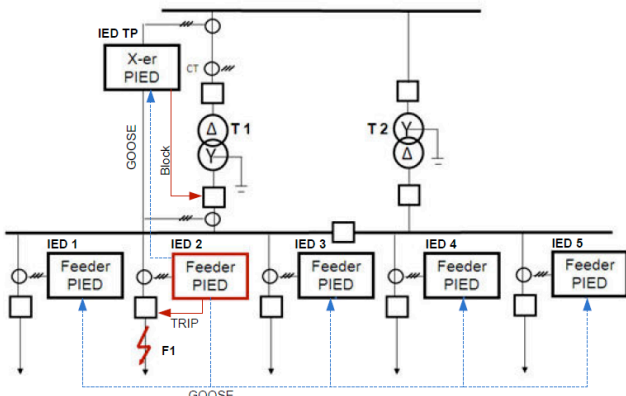 IED TP
X-er
PIED
CT
GOOSE
Block
Δ
Y
T 1
T 2
Y
Δ
IED 1
Feeder
PIED
IED 2
Feeder
PIED
IED 3
Feeder
PIED
IED 4
Feeder
PIED
IED 5
Feeder
PIED
TRIP
F1
GOOSE